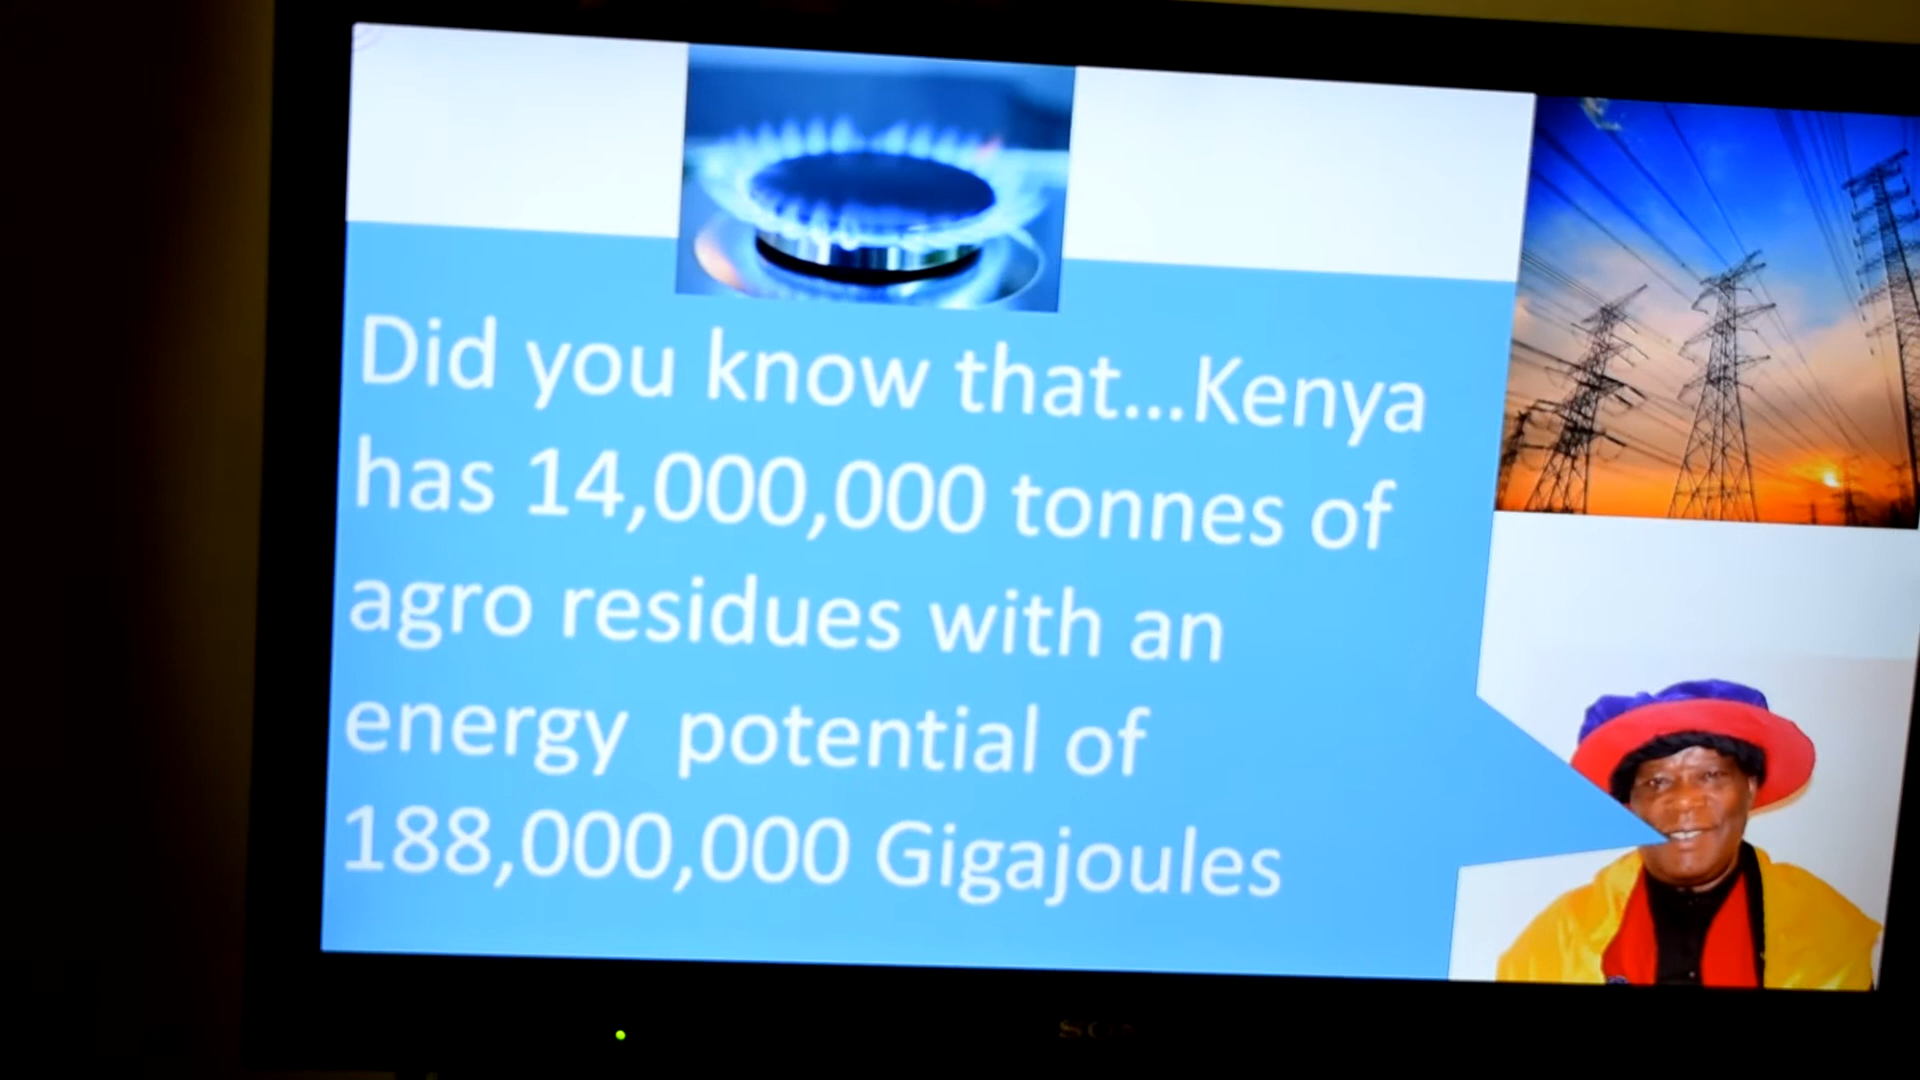 Did you know that...Kenya
has 14,000,000 tonnes of
agro residues with an
energy potential of
188,000,000 Gigajoules
SONY